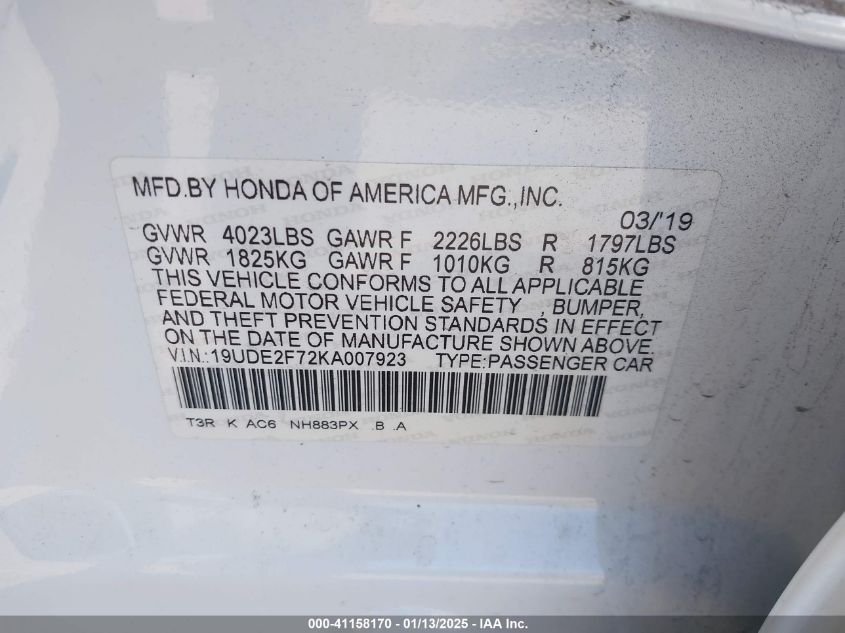 MFD.BY HONDA OF AMERICA MFG.,INC.
03/'19
GVWR 4023LBS GAWR F 2226LBS R 1797LBS
GVWR 1825KG GAWR F 1010KG R 815KG
THIS VEHICLE CONFORMS TO ALL APPLICABLE
FEDERAL MOTOR VEHICLE SAFETY , BUMPER,
AND THEFT PREVENTION STANDARDS IN EFFECT
ON THE DATE OF MANUFACTURE SHOWN ABOVE.
V.I.N.:19UDE2F72KA007923 TYPE:PASSENGER CAR
T3R K AC6 NH883PX .B .A
000-41158170 - 01/13/2025 - IAA Inc.